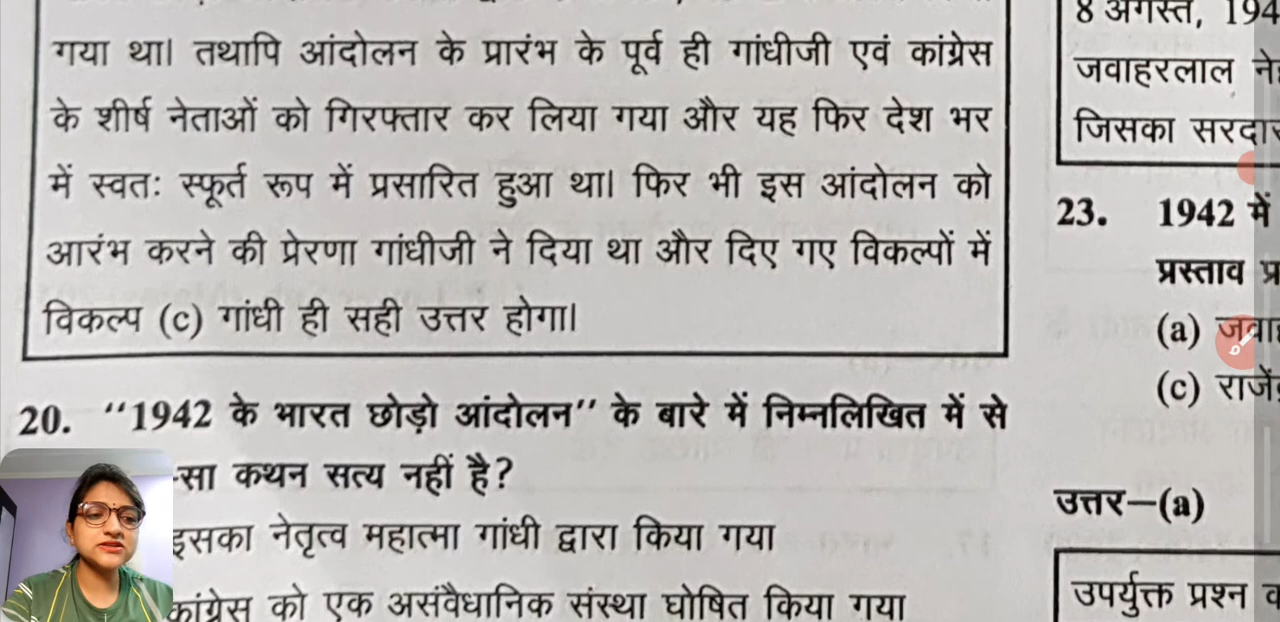 गया था। तथापि आंदोलन के प्रारंभ के पूर्व ही गांधीजी एवं कांग्रेस
के शीर्ष नेताओं को गिरफ्तार कर लिया गया और यह फिर देश भर
में स्वतः स्फूर्त रूप में प्रसारित हुआ था। फिर भी इस आंदोलन को
आरंभ करने की प्रेरणा गांधीजी ने दिया था और दिए गए विकल्पों में
विकल्प (c) गांधी ही सही उत्तर होगा।
20. “1942 के भारत छोड़ो आंदोलन” के बारे में निम्नलिखित में से
-सा कथन सत्य नहीं है?
इसका नेतृत्व महात्मा गांधी द्वारा किया गया
कांग्रेस को एक असंवैधानिक संस्था घोषित किया गया
8 अगस्त, 194
जवाहरलाल
जिसका
23. 1942 में
प्रस्ताव
(a)
(c)
उत्तर—(a)
उपर्युक्त प्रश्न